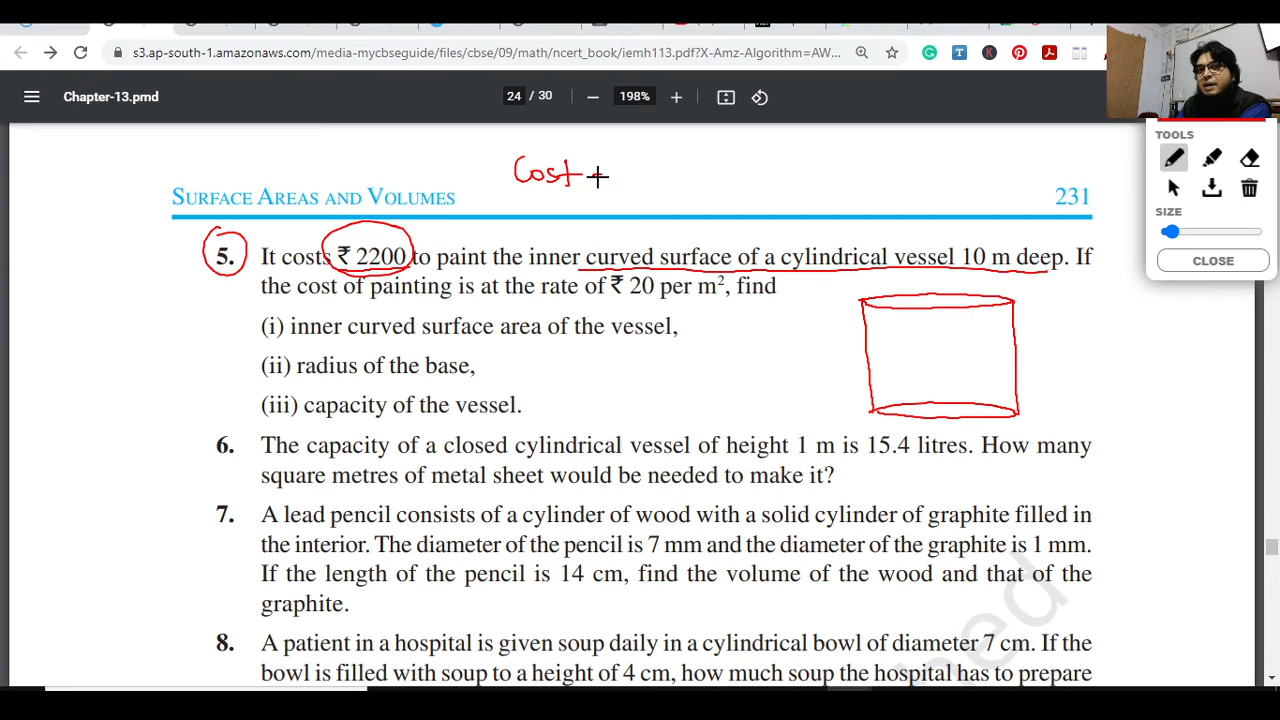 s3.ap-south-1.amazonaws.com/media-mycbseguide/files/cbse/09/math/ncert_book/iemh113.pdf?X-Amz-Algorithm=AW...
Chapter-13.pmd
24 / 30
198%
TOOLS
SIZE
CLOSE
Cost
SURFACE AREAS AND VOLUMES
231
5. It costs ₹ 2200 to paint the inner curved surface of a cylindrical vessel 10 m deep. If
the cost of painting is at the rate of ₹ 20 per m², find
(i) inner curved surface area of the vessel,
(ii) radius of the base,
(iii) capacity of the vessel.
6. The capacity of a closed cylindrical vessel of height 1 m is 15.4 litres. How many
square metres of metal sheet would be needed to make it?
7. A lead pencil consists of a cylinder of wood with a solid cylinder of graphite filled in
the interior. The diameter of the pencil is 7 mm and the diameter of the graphite is 1 mm.
If the length of the pencil is 14 cm, find the volume of the wood and that of the
graphite.
8. A patient in a hospital is given soup daily in a cylindrical bowl of diameter 7 cm. If the
bowl is filled with soup to a height of 4 cm, how much soup the hospital has to prepare